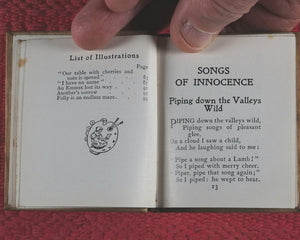 List of Illustrations
Page
"Our table with cherries and
nuts is spread"
"I have no name"
An Emmet lost its way
Another's sorrow
Folly is an endless maze.
SONGS
OF INNOCENCE
Piping down the Valleys
Wild
PIPING down the valleys wild,
Piping songs of pleasant
glee,
On a cloud I saw a child,
And he laughing said to me:
"Pipe a song about a Lamb!"
So I piped with merry cheer.
"Piper, pipe that song again;"
So I piped: he wept to hear.
13